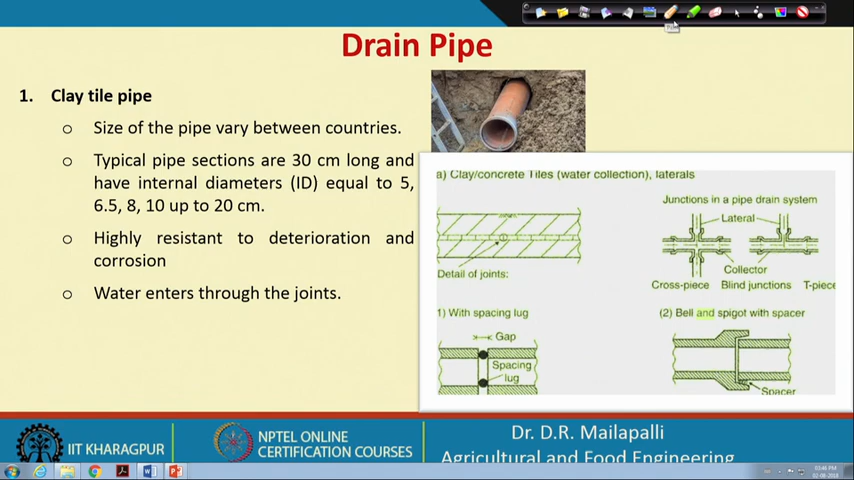 Drain Pipe
1. Clay tile pipe
o Size of the pipe vary between countries.
o Typical pipe sections are 30 cm long and
have internal diameters (ID) equal to 5,
6.5, 8, 10 up to 20 cm.
o Highly resistant to deterioration and
corrosion
o Water enters through the joints.
a) Clay/concrete Tiles (water collection), laterals
Junctions in a pipe drain system
Lateral
Detail of joints:
Collector
Cross-piece Blind junctions T-piece
1) With spacing lug
(2) Bell and spigot with spacer
Gap
Spacing
lug
Spacer
IIT KHARAGPUR
NPTEL ONLINE
CERTIFICATION COURSES
Dr. D.R. Mailapalli
Agricultural and Food Engineering
03:46 PM